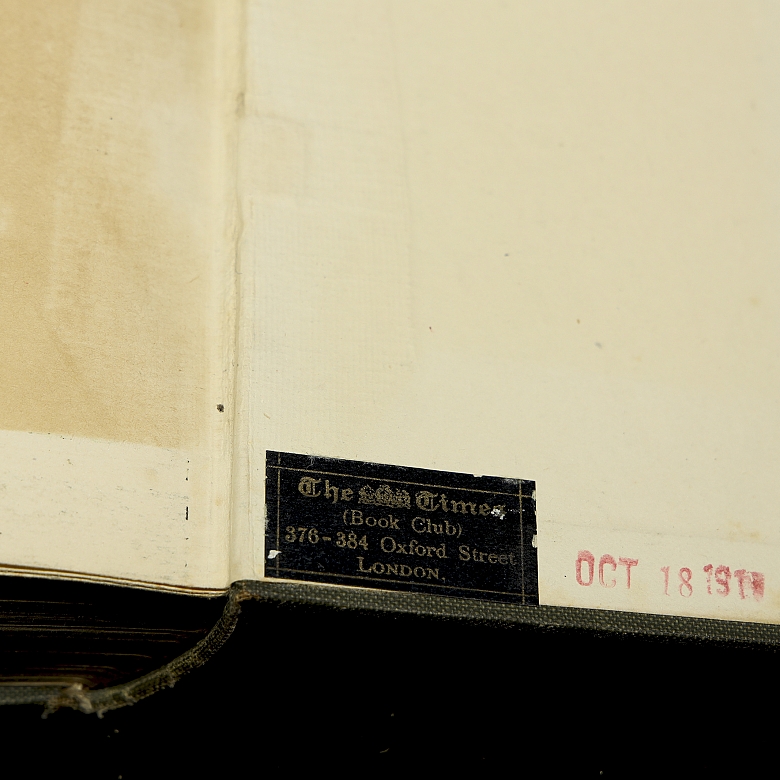 The Times
(Book Club)
376-384 Oxford Street
LONDON.
OCT 18